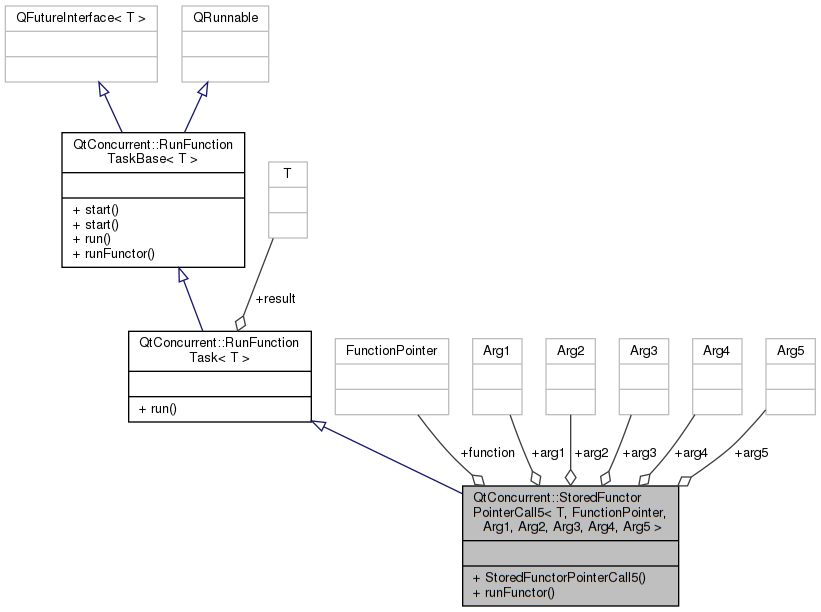 QFutureInterface< T >
QRunnable
QtConcurrent::RunFunction
TaskBase< T >
+ start()
+ start()
+ run()
+ runFunctor()
T
+result
QtConcurrent::RunFunction
Task< T >
+ run()
FunctionPointer
Arg1
Arg2
Arg3
Arg4
Arg5
+function
+arg1
+arg2
+arg3
+arg4
+arg5
QtConcurrent::StoredFunctor
PointerCall5< T, FunctionPointer,
Arg1, Arg2, Arg3, Arg4, Arg5 >
+ StoredFunctorPointerCall5()
+ runFunctor()